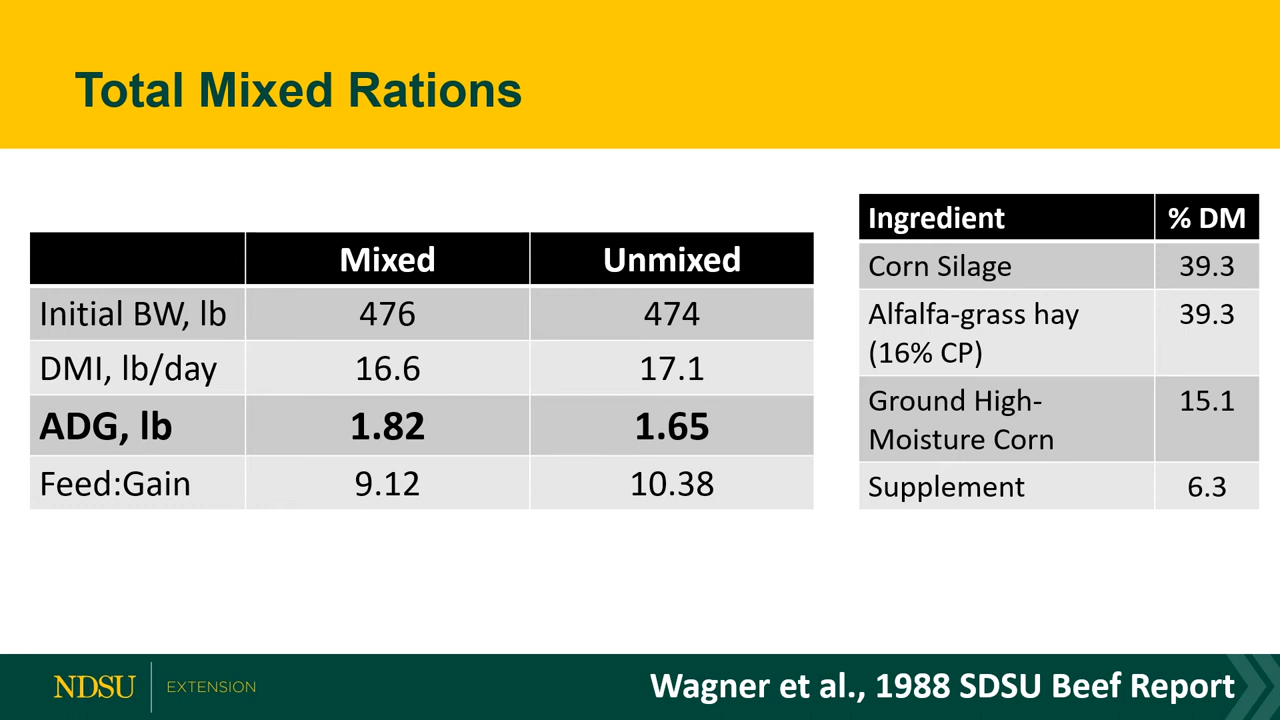 Total Mixed Rations
Mixed Unmixed
Initial BW, lb 476 474
DMI, lb/day 16.6 17.1
ADG, lb 1.82 1.65
Feed:Gain 9.12 10.38
Ingredient % DM
Corn Silage 39.3
Alfalfa-grass hay 39.3
(16% CP)
Ground High- 15.1
Moisture Corn
Supplement 6.3
NDSU EXTENSION
Wagner et al., 1988 SDSU Beef Report